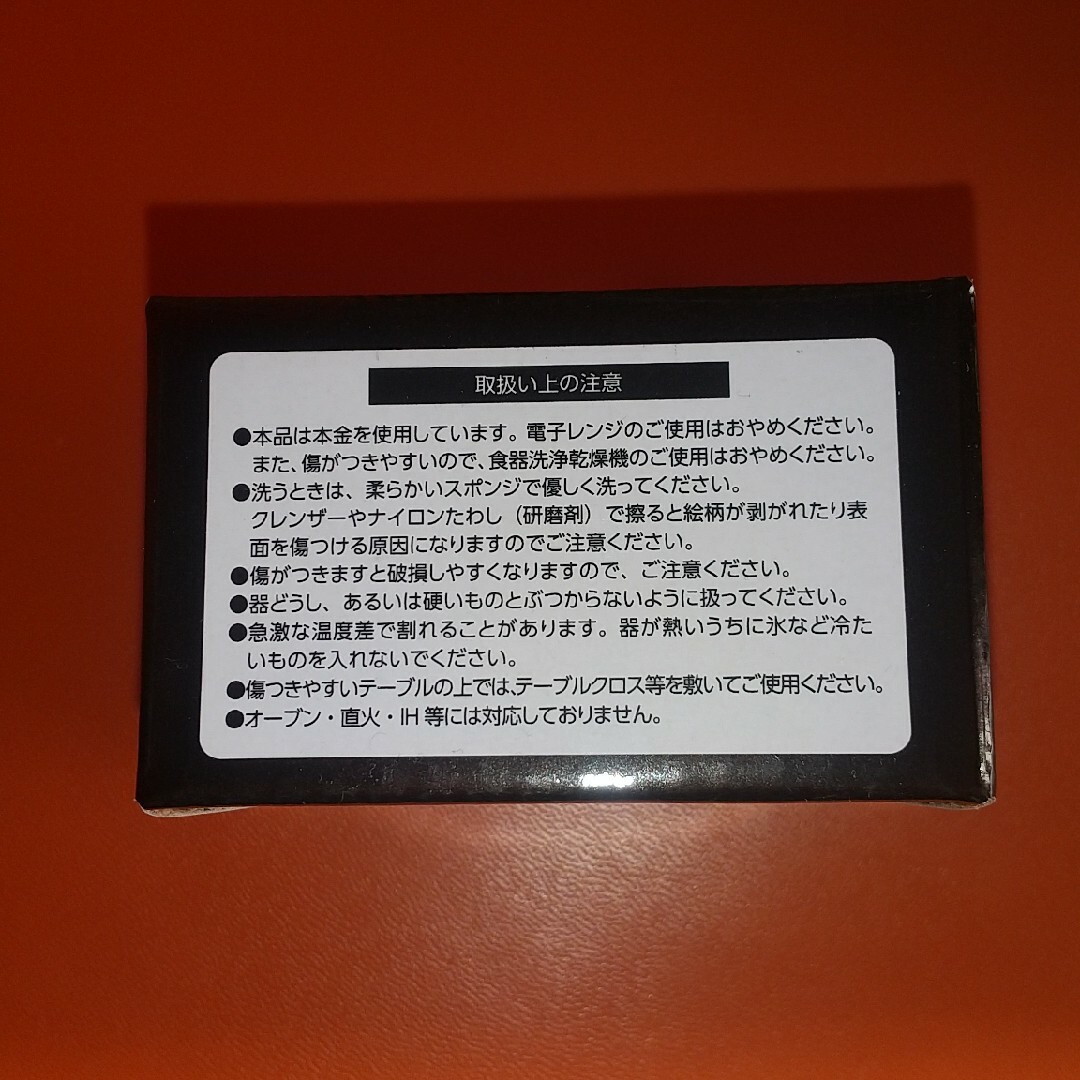 取扱い上の注意
●本品は本金を使用しています。電子レンジのご使用はおやめください。
また、傷がつきやすいので、食器洗浄乾燥機のご使用はおやめください。
●洗うときは、柔らかいスポンジで優しく洗ってください。
クレンザーやナイロンたわし（研磨剤）で擦ると絵柄が剥がれたり表
面を傷つける原因になりますのでご注意ください。
●傷がつきますと破損しやすくなりますので、ご注意ください。
●器どうし、あるいは硬いものとぶつからないように扱ってください。
●急激な温度差で割れることがあります。器が熱いうちに氷など冷た
いものを入れないでください。
●傷つきやすいテーブルの上では、テーブルクロス等を敷いてご使用ください。
●オーブン・直火・IH等には対応しておりません。